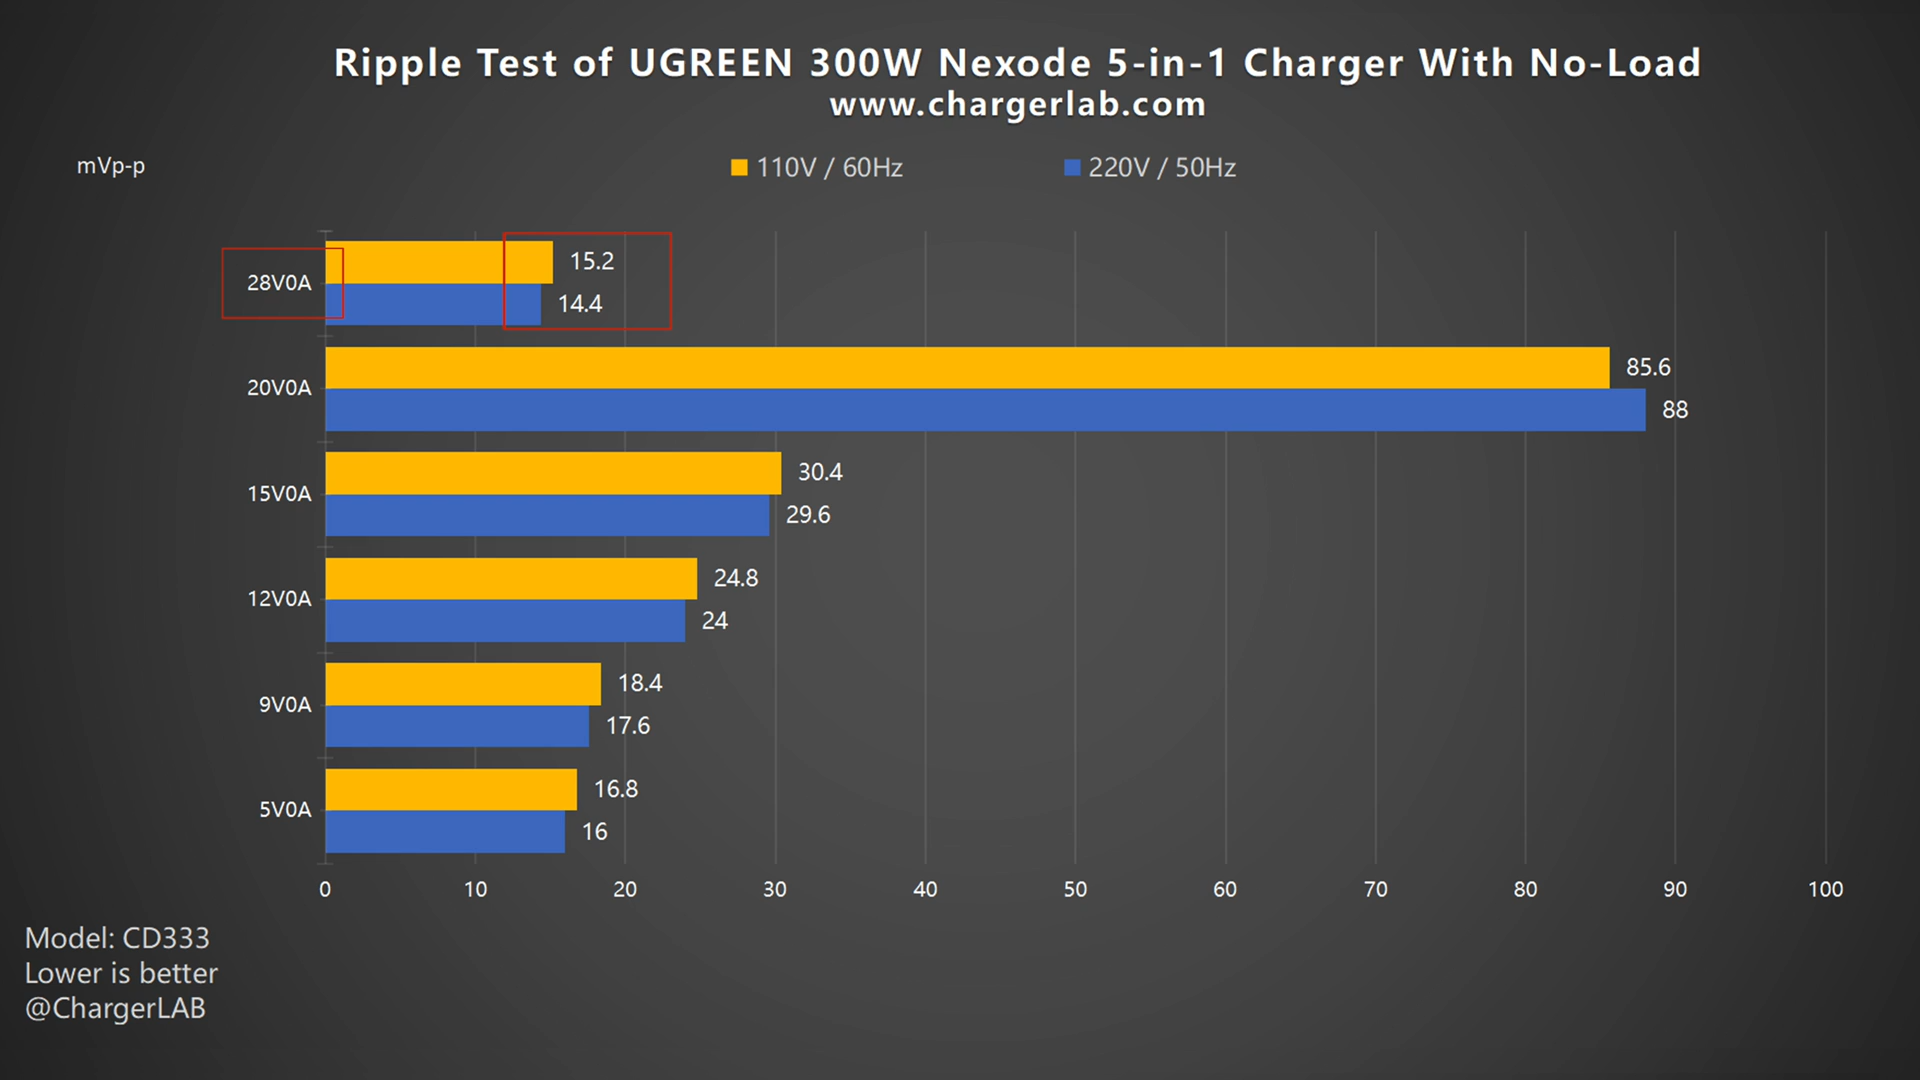 Ripple Test of UGREEN 300W Nexode 5-in-1 Charger With No-Load
www.chargerlab.com
mVp-p
110V / 60Hz
220V / 50Hz
28V0A
15.2
14.4
20V0A
85.6
88
15V0A
30.4
29.6
12V0A
24.8
24
9V0A
18.4
17.6
5V0A
16.8
16
0 10 20 30 40 50 60 70 80 90 100
Model: CD333
Lower is better
@ChargerLAB